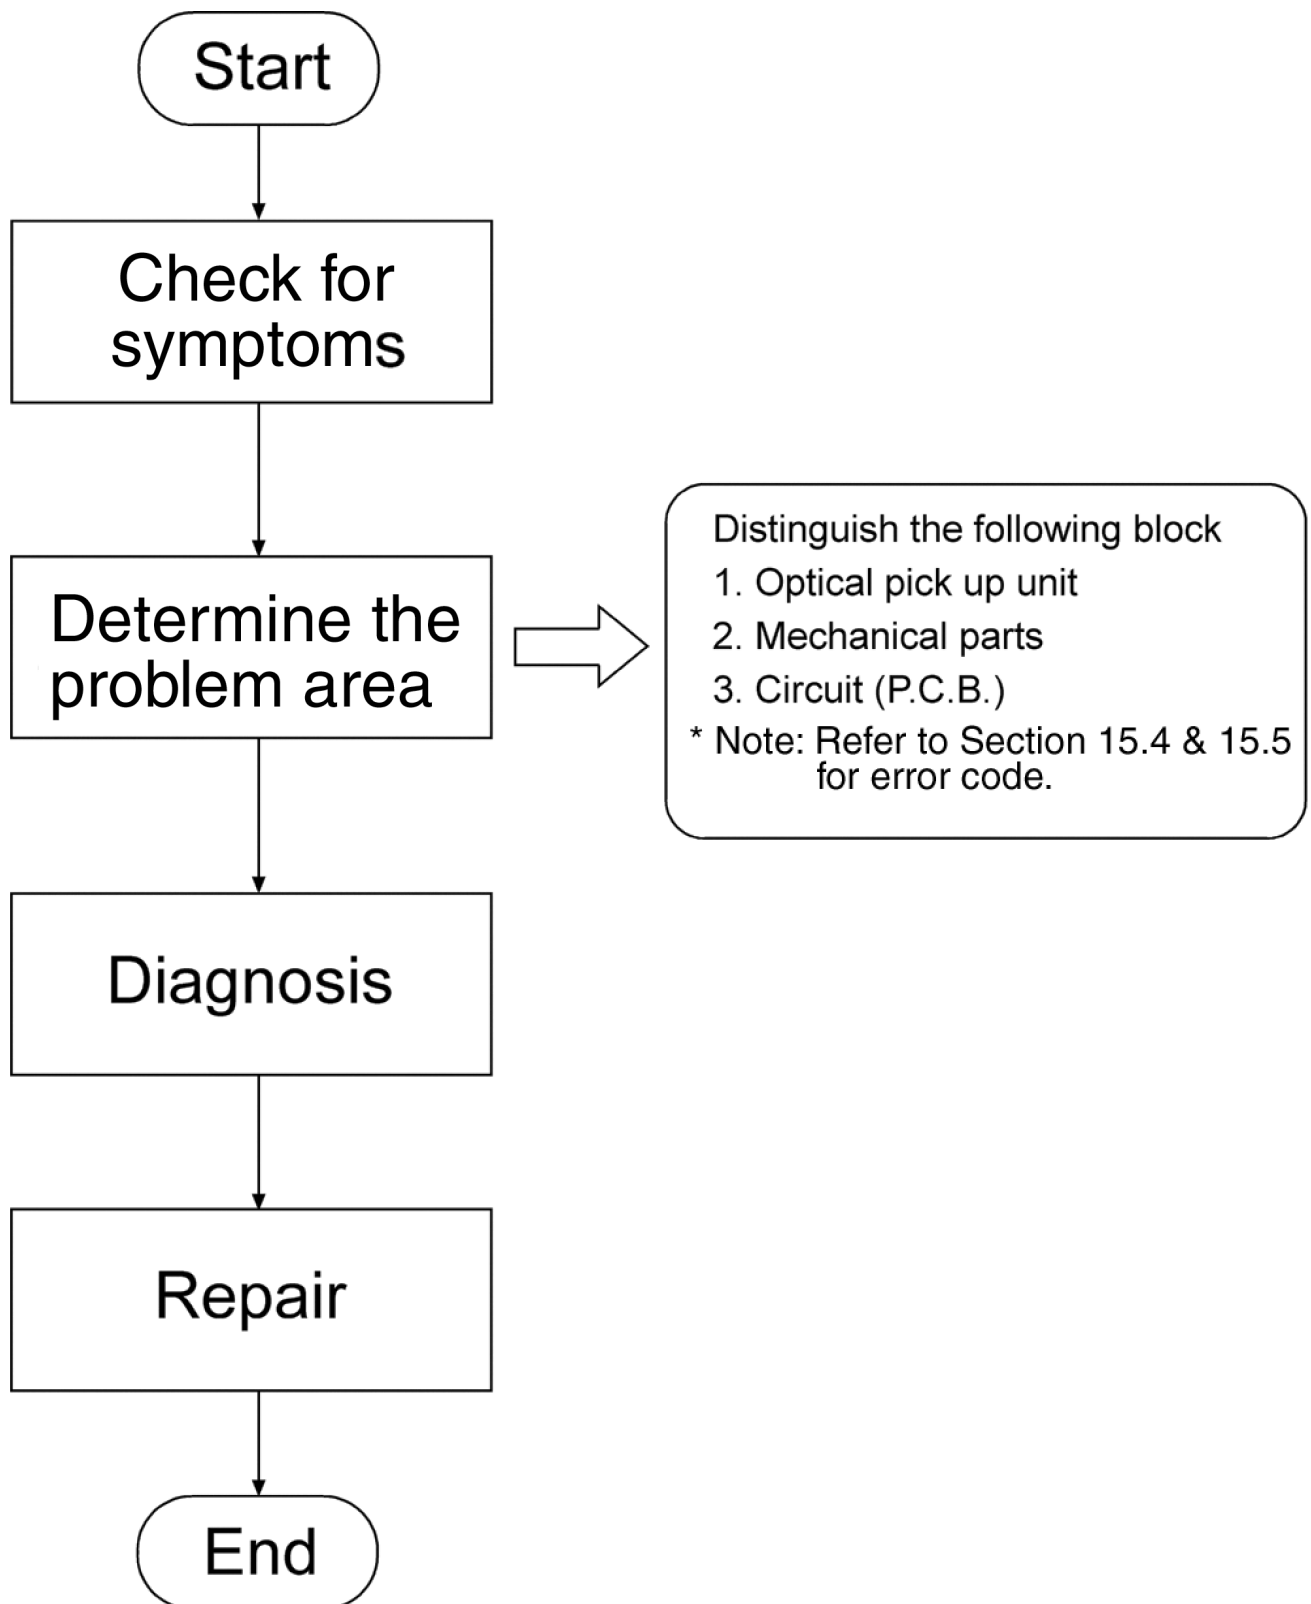 Start
Check for
symptoms
Determine the
problem area
Distinguish the following block
1. Optical pick up unit
2. Mechanical parts
3. Circuit (P.C.B.)
* Note: Refer to Section 15.4 & 15.5
for error code.
Diagnosis
Repair
End